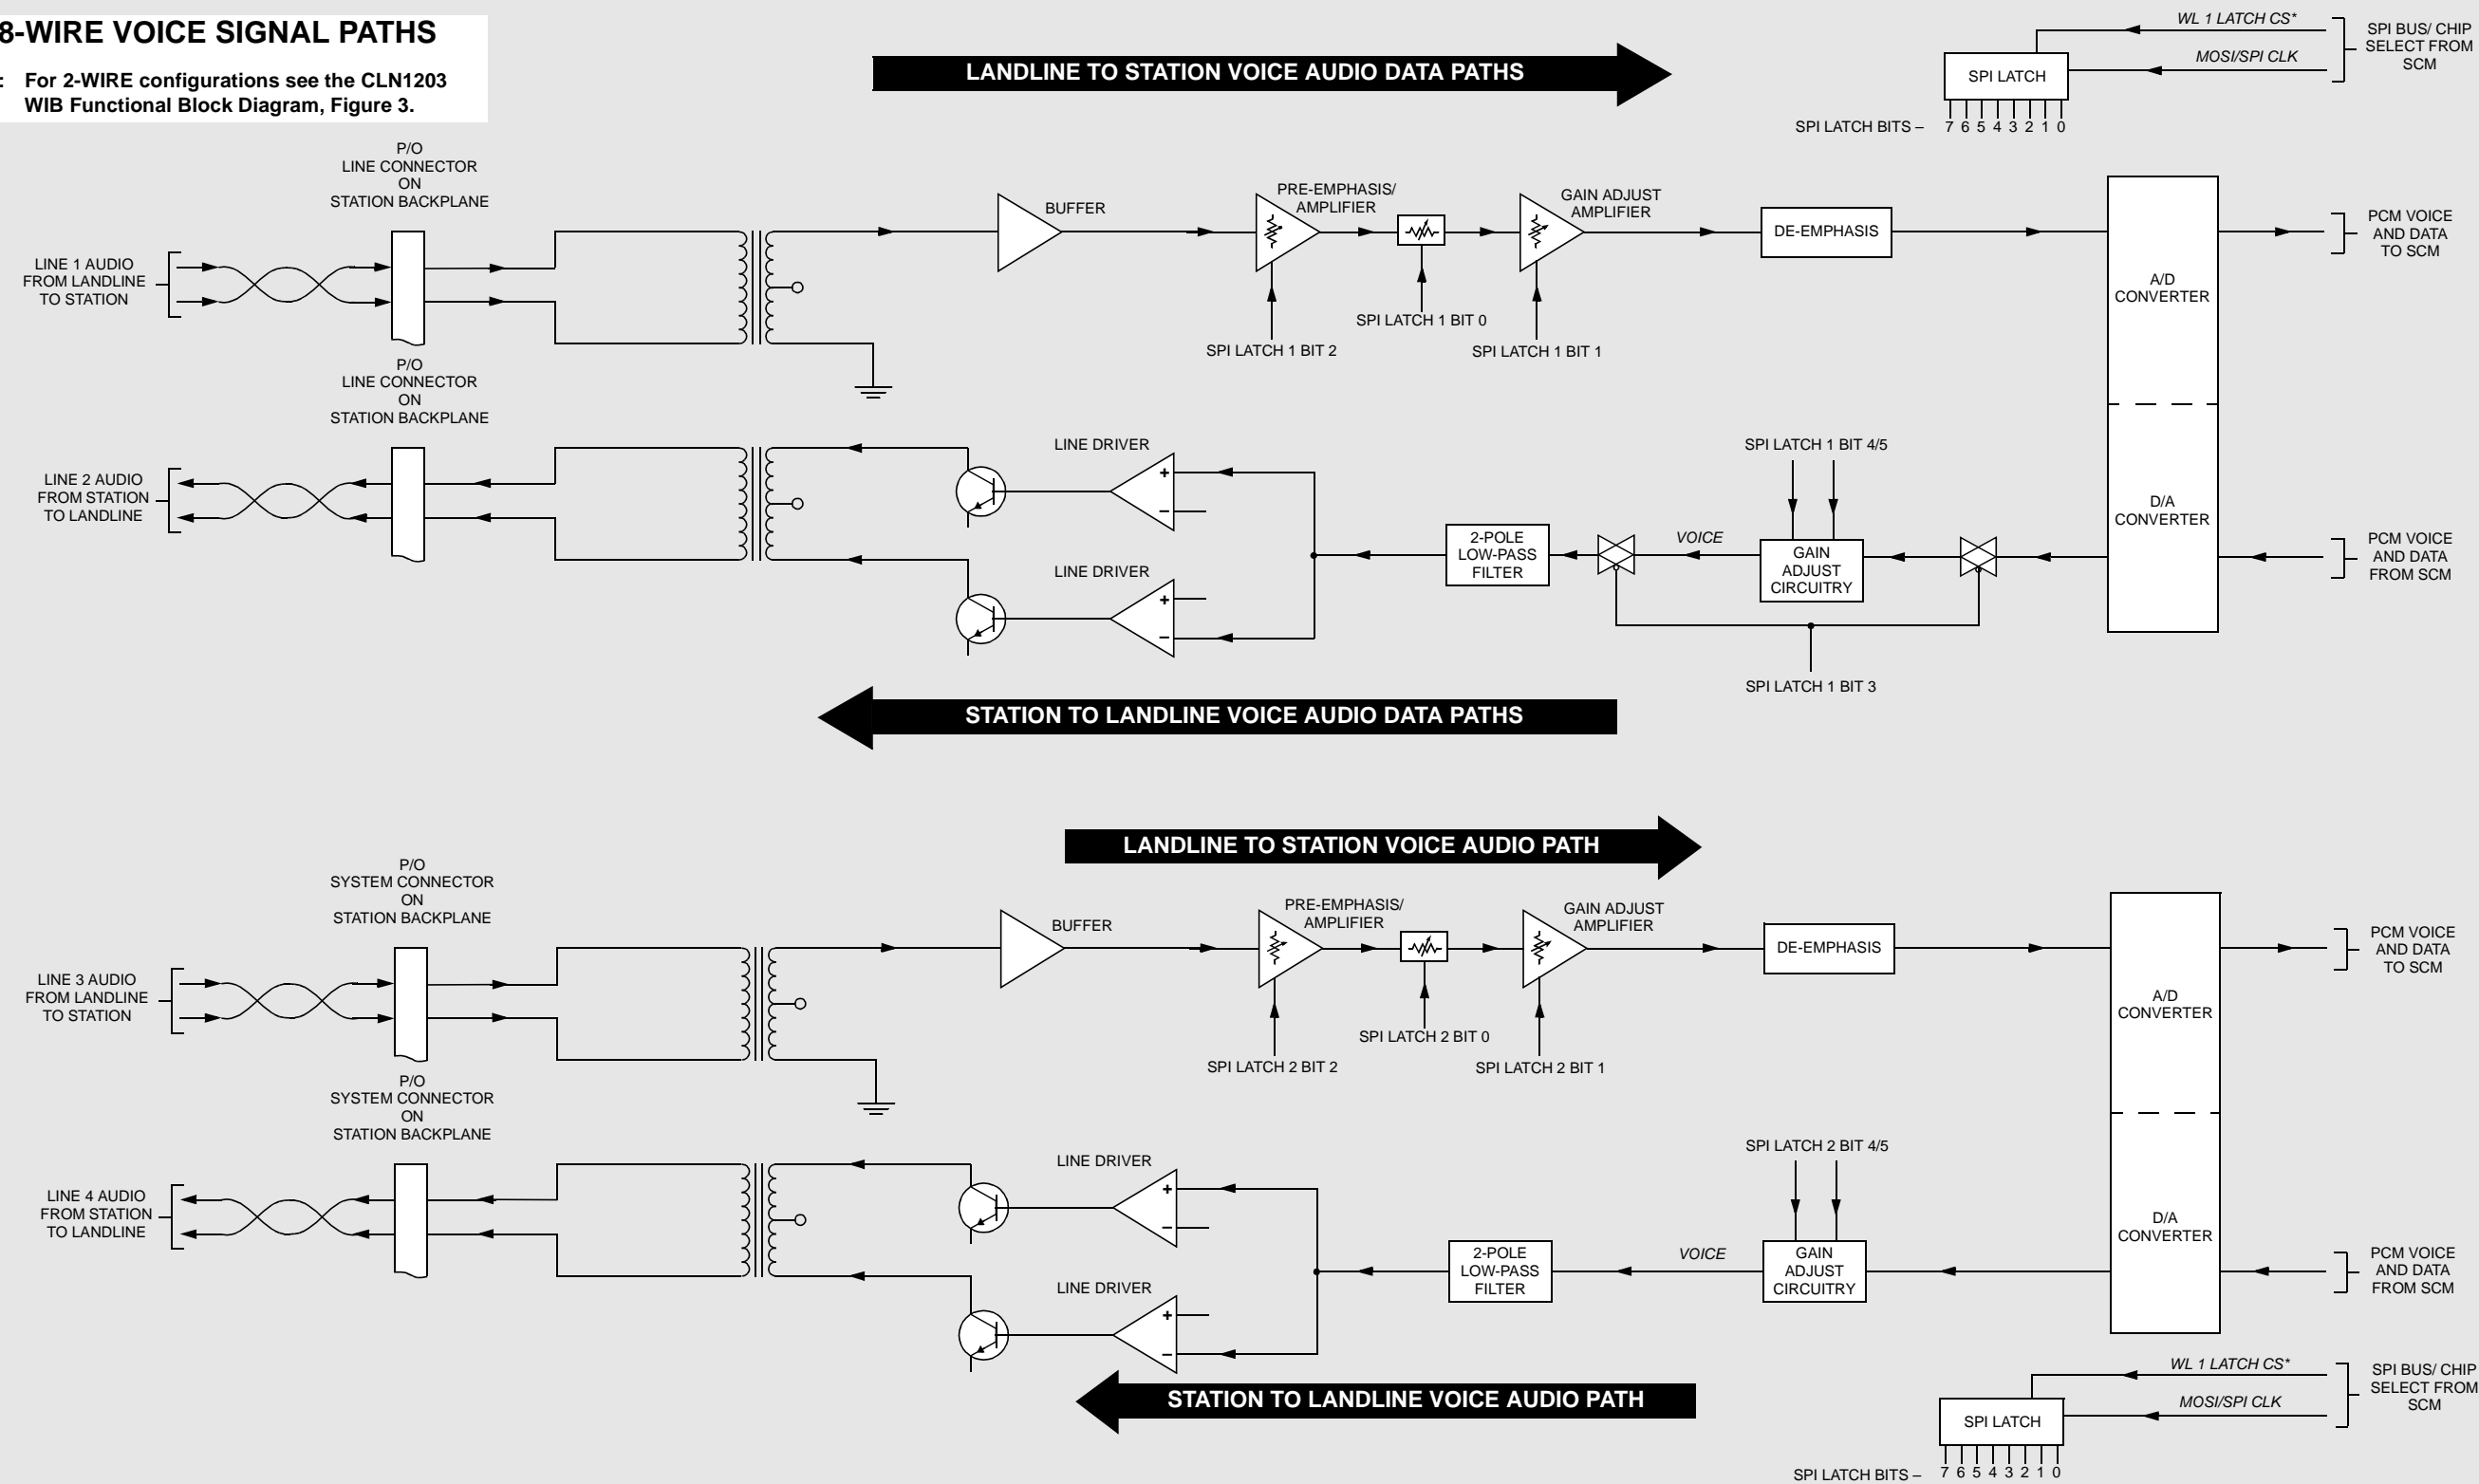 8-WIRE VOICE SIGNAL PATHS
: For 2-WIRE configurations see the CLN1203
WIB Functional Block Diagram, Figure 3.
LANDLINE TO STATION VOICE AUDIO DATA PATHS
WL 1 LATCH CS*
MOSI/SPI CLK
SPI BUS/ CHIP
SELECT FROM
SCM
SPI LATCH
SPI LATCH BITS – 7 6 5 4 3 2 1 0
P/O
LINE CONNECTOR
ON
STATION BACKPLANE
LINE 1 AUDIO
FROM LANDLINE
TO STATION
BUFFER
PRE-EMPHASIS/
AMPLIFIER
GAIN ADJUST
AMPLIFIER
DE-EMPHASIS
SPI LATCH 1 BIT 2
SPI LATCH 1 BIT 0
SPI LATCH 1 BIT 1
A/D
CONVERTER
PCM VOICE
AND DATA
TO SCM
P/O
LINE CONNECTOR
ON
STATION BACKPLANE
LINE 2 AUDIO
FROM STATION
TO LANDLINE
LINE DRIVER
+
–
LINE DRIVER
+
–
2-POLE
LOW-PASS
FILTER
VOICE
SPI LATCH 1 BIT 4/5
GAIN
ADJUST
CIRCUITRY
SPI LATCH 1 BIT 3
D/A
CONVERTER
PCM VOICE
AND DATA
FROM SCM
STATION TO LANDLINE VOICE AUDIO DATA PATHS
LANDLINE TO STATION VOICE AUDIO PATH
P/O
SYSTEM CONNECTOR
ON
STATION BACKPLANE
LINE 3 AUDIO
FROM LANDLINE
TO STATION
BUFFER
PRE-EMPHASIS/
AMPLIFIER
GAIN ADJUST
AMPLIFIER
DE-EMPHASIS
SPI LATCH 2 BIT 2
SPI LATCH 2 BIT 0
SPI LATCH 2 BIT 1
A/D
CONVERTER
PCM VOICE
AND DATA
TO SCM
P/O
SYSTEM CONNECTOR
ON
STATION BACKPLANE
LINE 4 AUDIO
FROM STATION
TO LANDLINE
LINE DRIVER
+
–
LINE DRIVER
+
–
2-POLE
LOW-PASS
FILTER
VOICE
SPI LATCH 2 BIT 4/5
GAIN
ADJUST
CIRCUITRY
D/A
CONVERTER
PCM VOICE
AND DATA
FROM SCM
STATION TO LANDLINE VOICE AUDIO PATH
WL 1 LATCH CS*
MOSI/SPI CLK
SPI BUS/ CHIP
SELECT FROM
SCM
SPI LATCH
SPI LATCH BITS – 7 6 5 4 3 2 1 0